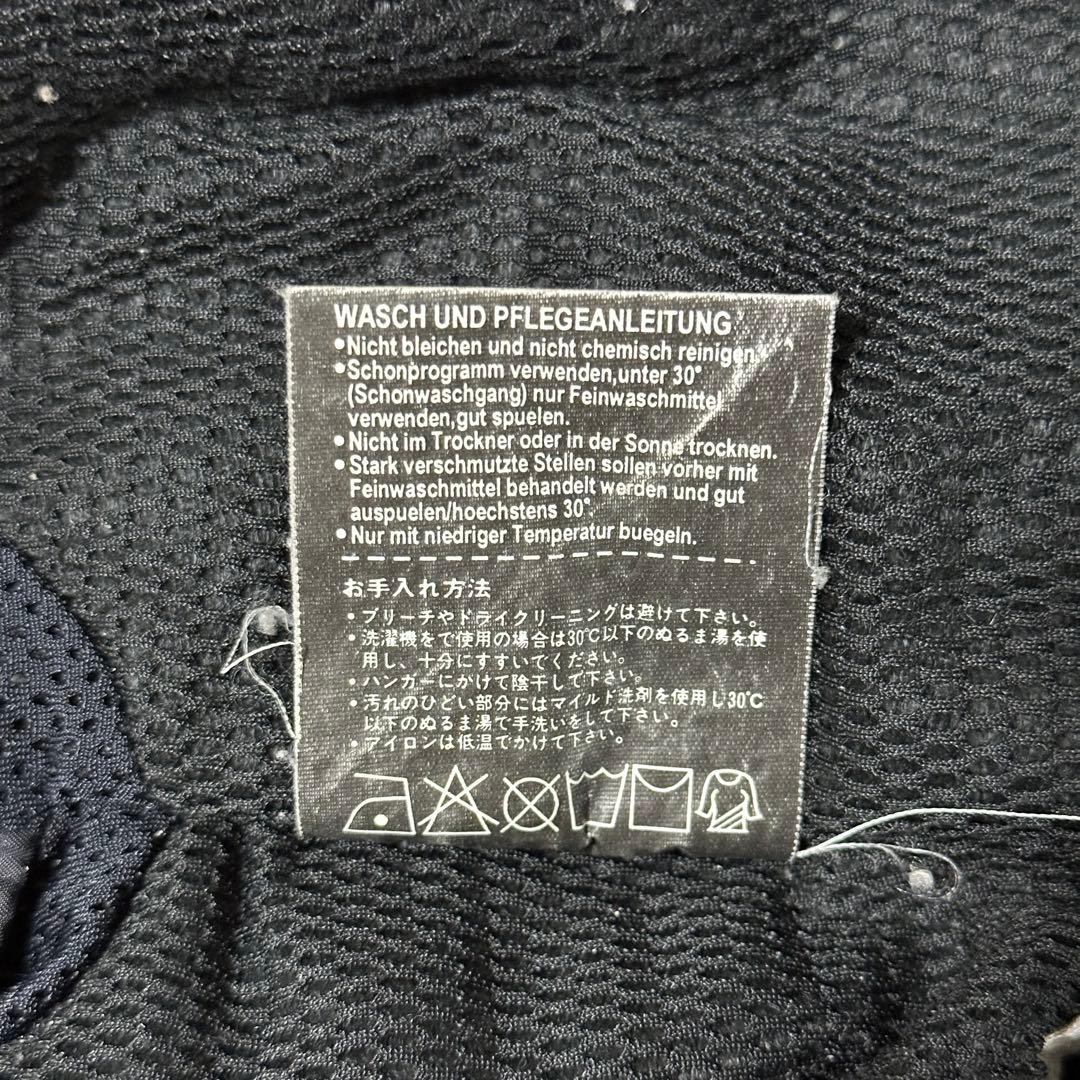 WASCH UND PFLEGEANLEITUNG
•Nicht bleichen und nicht chemisch reinigen.
•Schonprogramm verwenden,unter 30°
(Schonwaschgang) nur Feinwaschmittel
verwenden,gut spuelen.
•Nicht im Trockner oder in der Sonne trocknen.
•Stark verschmutzte Stellen sollen vorher mit
Feinwaschmittel behandelt werden und gut
auspuelen/hoechstens 30°.
•Nur mit niedriger Temperatur buegeln.
お手入れ方法
・ブリーチやドライクリーニングは避けて下さい。
・洗濯機をで使用の場合は30℃以下のぬるま湯を使
用し、十分にすすいでください。
・ハンガーにかけて陰干して下さい。
・汚れのひどい部分にはマイルド洗剤を使用し30℃
以下のぬるま湯で手洗いをして下さい。
・アイロンは低温でかけて下さい。